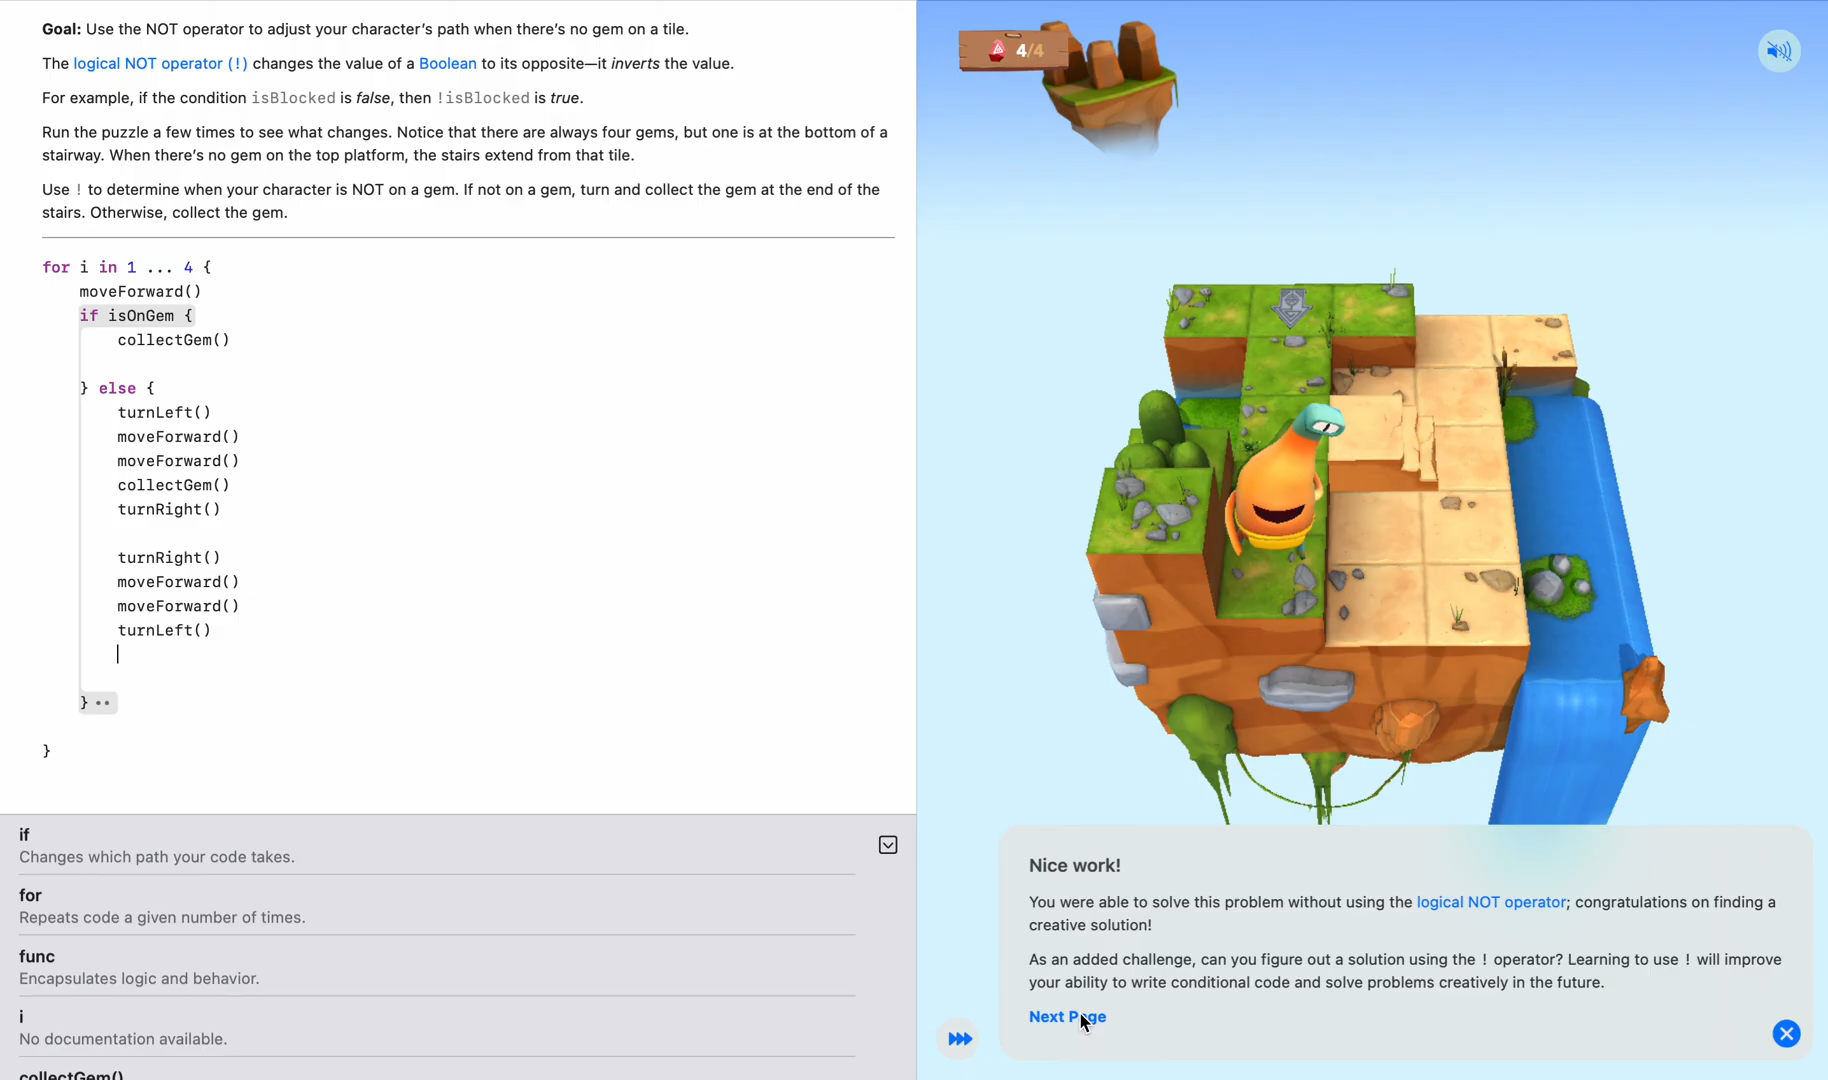 Goal: Use the NOT operator to adjust your character’s path when there’s no gem on a tile.
The logical NOT operator (!) changes the value of a Boolean to its opposite—it inverts the value.
For example, if the condition isBlocked is false, then !isBlocked is true.
Run the puzzle a few times to see what changes. Notice that there are always four gems, but one is at the bottom of a
stairway. When there’s no gem on the top platform, the stairs extend from that tile.
Use ! to determine when your character is NOT on a gem. If not on a gem, turn and collect the gem at the end of the
stairs. Otherwise, collect the gem.
for i in 1 ... 4 {
moveForward()
if isOnGem {
collectGem()
} else {
turnLeft()
moveForward()
moveForward()
collectGem()
turnRight()
turnRight()
moveForward()
moveForward()
turnLeft()
}
}
if
Changes which path your code takes.
for
Repeats code a given number of times.
func
Encapsulates logic and behavior.
i
No documentation available.
collectGem()
4/4
Nice work!
You were able to solve this problem without using the logical NOT operator; congratulations on finding a
creative solution!
As an added challenge, can you figure out a solution using the ! operator? Learning to use ! will improve
your ability to write conditional code and solve problems creatively in the future.
Next Page